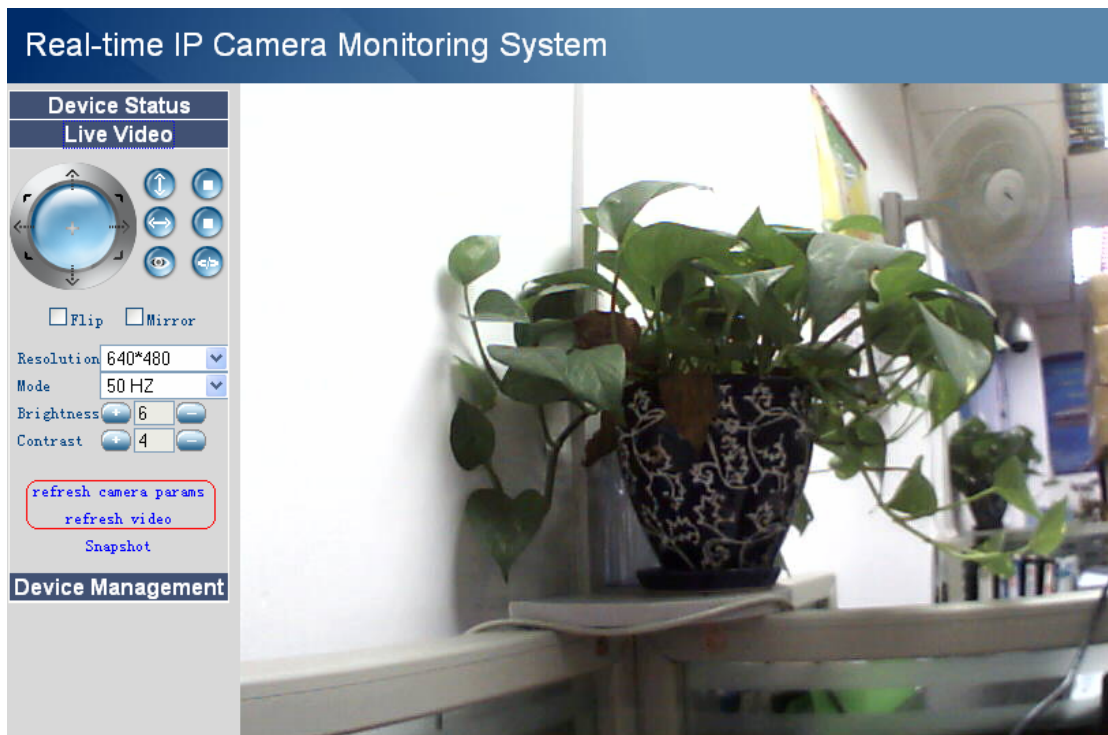 Real-time IP Camera Monitoring System
Device Status
Live Video
Flip Mirror
Resolution 640*480
Mode 50 HZ
Brightness + 6 -
Contrast + 4 -
refresh camera params
refresh video
Snapshot
Device Management